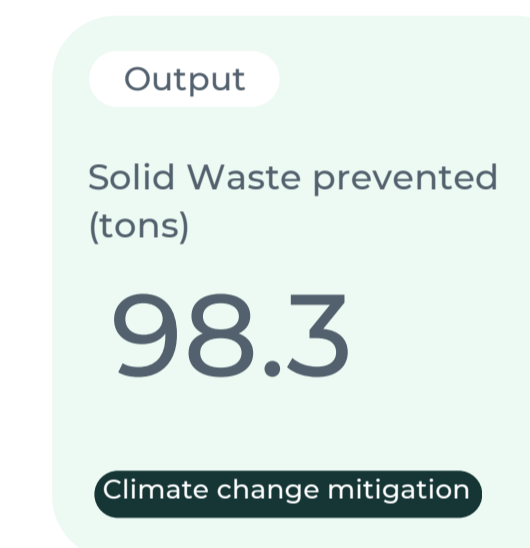 Output
Solid Waste prevented
(tons)
98.3
Climate change mitigation